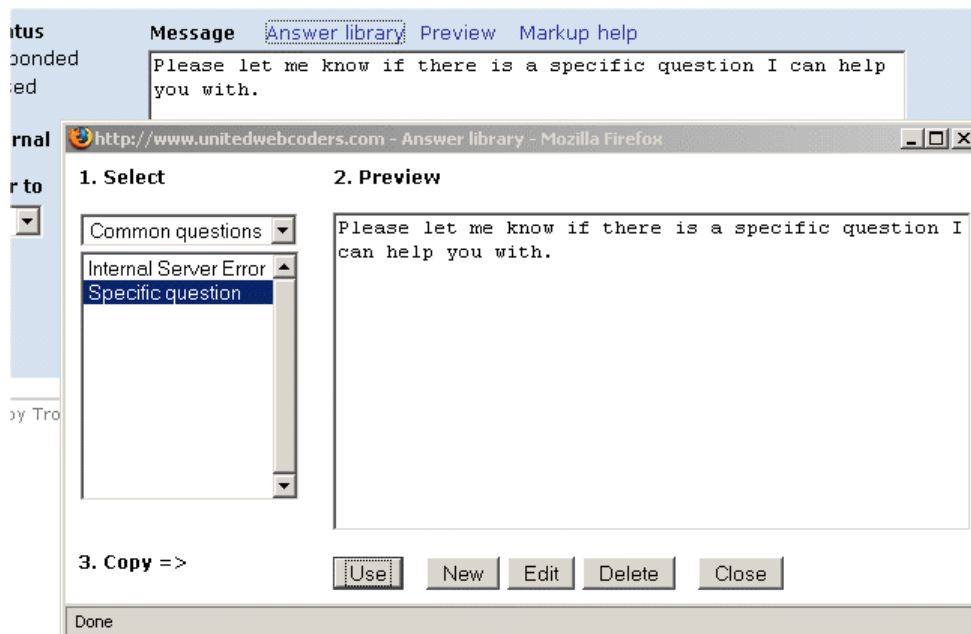 Message Answer library Preview Markup help
Please let me know if there is a specific question I can help
you with.
r to
http://www.unitedwebcoders.com - Answer library - Mozilla Firefox
1. Select 2. Preview
Common questions
Internal Server Error
Specific question
Please let me know if there is a specific question I
can help you with.
by Tro
3. Copy =>
Use New Edit Delete Close
Done